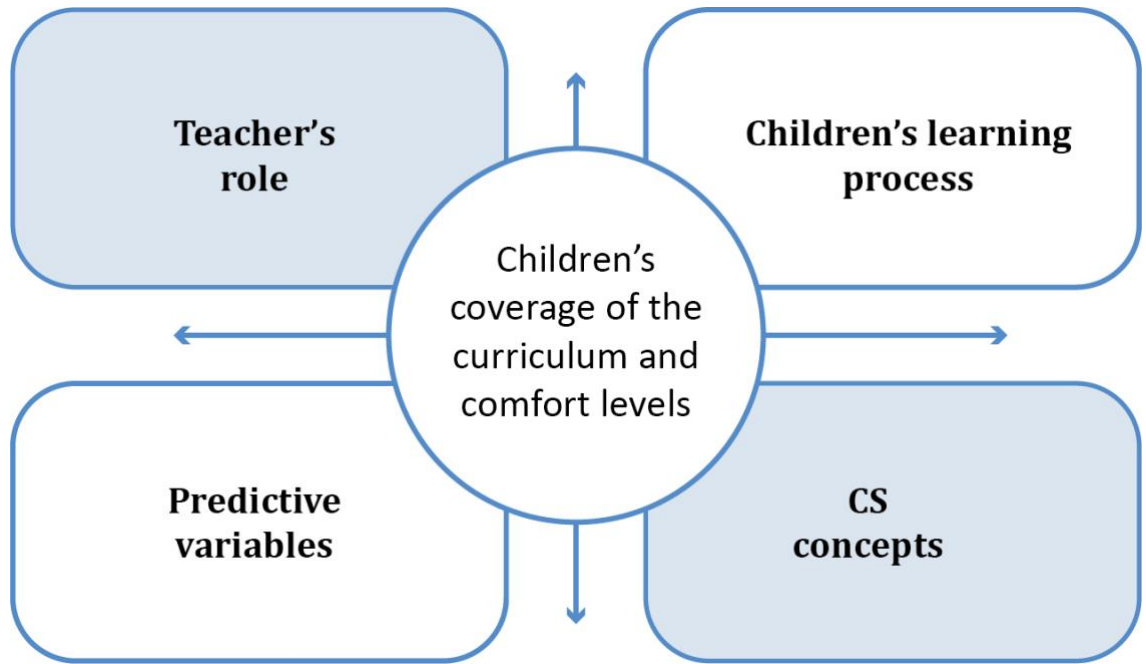 Teacher’s
role
Children’s learning
process
Children’s
coverage of the
curriculum and
comfort levels
Predictive
variables
CS
concepts